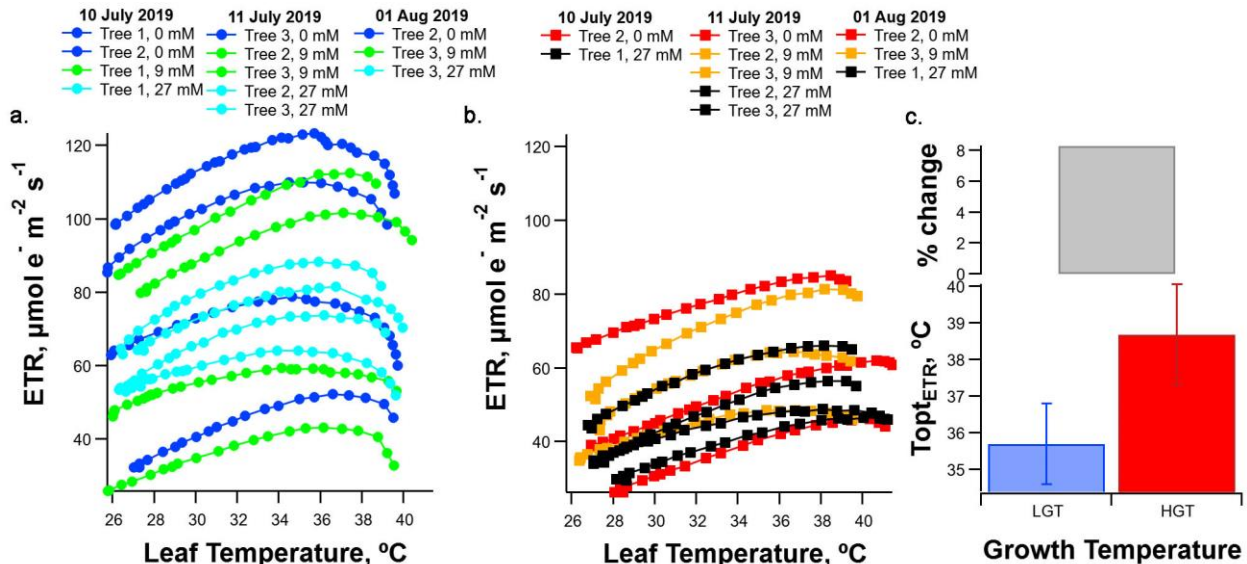 10 July 2019
Tree 1, 0 mM
Tree 2, 0 mM
Tree 1, 9 mM
Tree 1, 27 mM
11 July 2019
Tree 3, 0 mM
Tree 2, 9 mM
Tree 3, 9 mM
Tree 2, 27 mM
Tree 3, 27 mM
01 Aug 2019
Tree 2, 0 mM
Tree 3, 9 mM
Tree 3, 27 mM
10 July 2019
Tree 2, 0 mM
Tree 1, 27 mM
11 July 2019
Tree 3, 0 mM
Tree 2, 9 mM
Tree 3, 9 mM
Tree 2, 27 mM
Tree 3, 27 mM
01 Aug 2019
Tree 2, 0 mM
Tree 3, 9 mM
Tree 1, 27 mM
a.
ETR, µmol e⁻ m⁻² s⁻¹
120
100
80
60
40
26 28 30 32 34 36 38 40
Leaf Temperature, ºC
b.
ETR, µmol e⁻ m⁻² s⁻¹
120
100
80
60
40
26 28 30 32 34 36 38 40
Leaf Temperature, ºC
c.
% change
8
6
4
2
0
Topt_ETR, ºC
40
39
38
37
36
35
LGT HGT
Growth Temperature